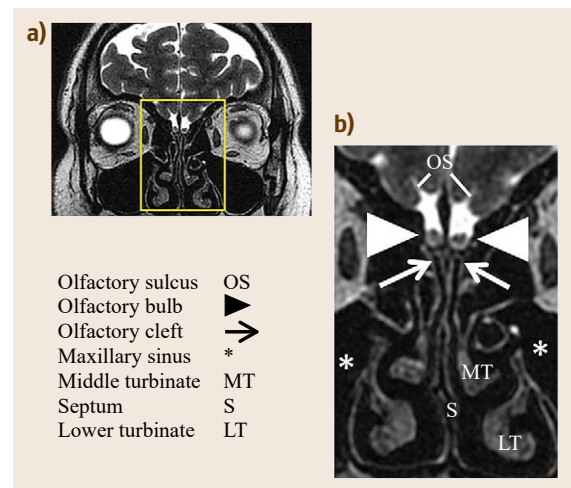 a)
b)
OS
Olfactory sulcus OS
Olfactory bulb ▶
Olfactory cleft →
Maxillary sinus *
Middle turbinate MT
Septum S
Lower turbinate LT
* *
MT
S
LT